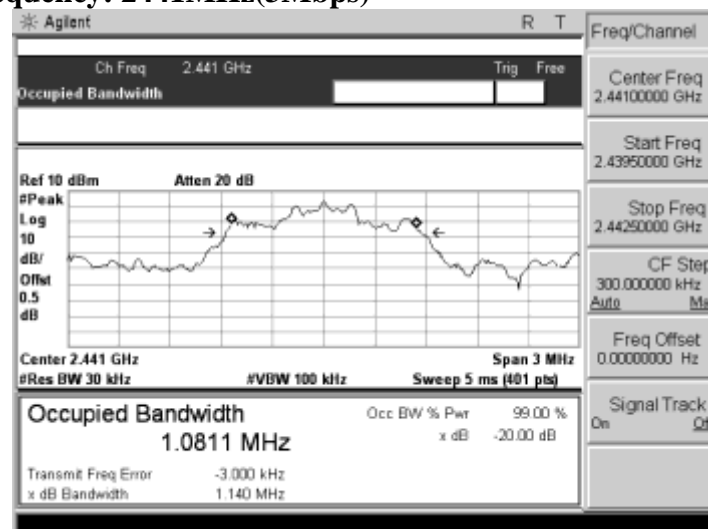 equency: 2441MHz(3Mbps)
Agilent R T
Freq/Channel
Ch Freq 2.441 GHz Trig Free
Occupied Bandwidth
Center Freq
2.44100000 GHz
Start Freq
2.43950000 GHz
Stop Freq
2.44250000 GHz
CF Step
300.000000 kHz
Auto Ma
Freq Offset
0.00000000 Hz
Signal Track
On Of
Ref 10 dBm Atten 20 dB
#Peak
Log
10
dB/
Offst
0.5
dB
Center 2.441 GHz Span 3 MHz
#Res BW 30 kHz #VBW 100 kHz Sweep 5 ms (401 pts)
Occupied Bandwidth Occ BW % Pwr 99.00 %
1.0811 MHz x dB -20.00 dB
Transmit Freq Error -3.000 kHz
x dB Bandwidth 1.140 MHz